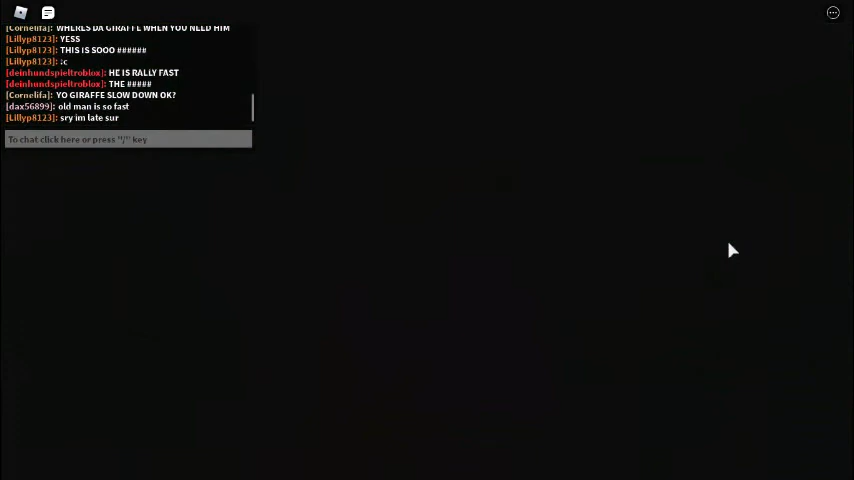 [Cornelifa]: WHERES DA GIRAFFE WHEN YOU NEED HIM
[Lillyp8123]: YESS
[Lillyp8123]: THIS IS SOOO ######
[Lillyp8123]: :c
[deinhundspieltroblox]: HE IS RALLY FAST
[deinhundspieltroblox]: THE #####
[Cornelifa]: YO GIRAFFE SLOW DOWN OK?
[dax56899]: old man is so fast
[Lillyp8123]: sry im late sur
To chat click here or press "/" key